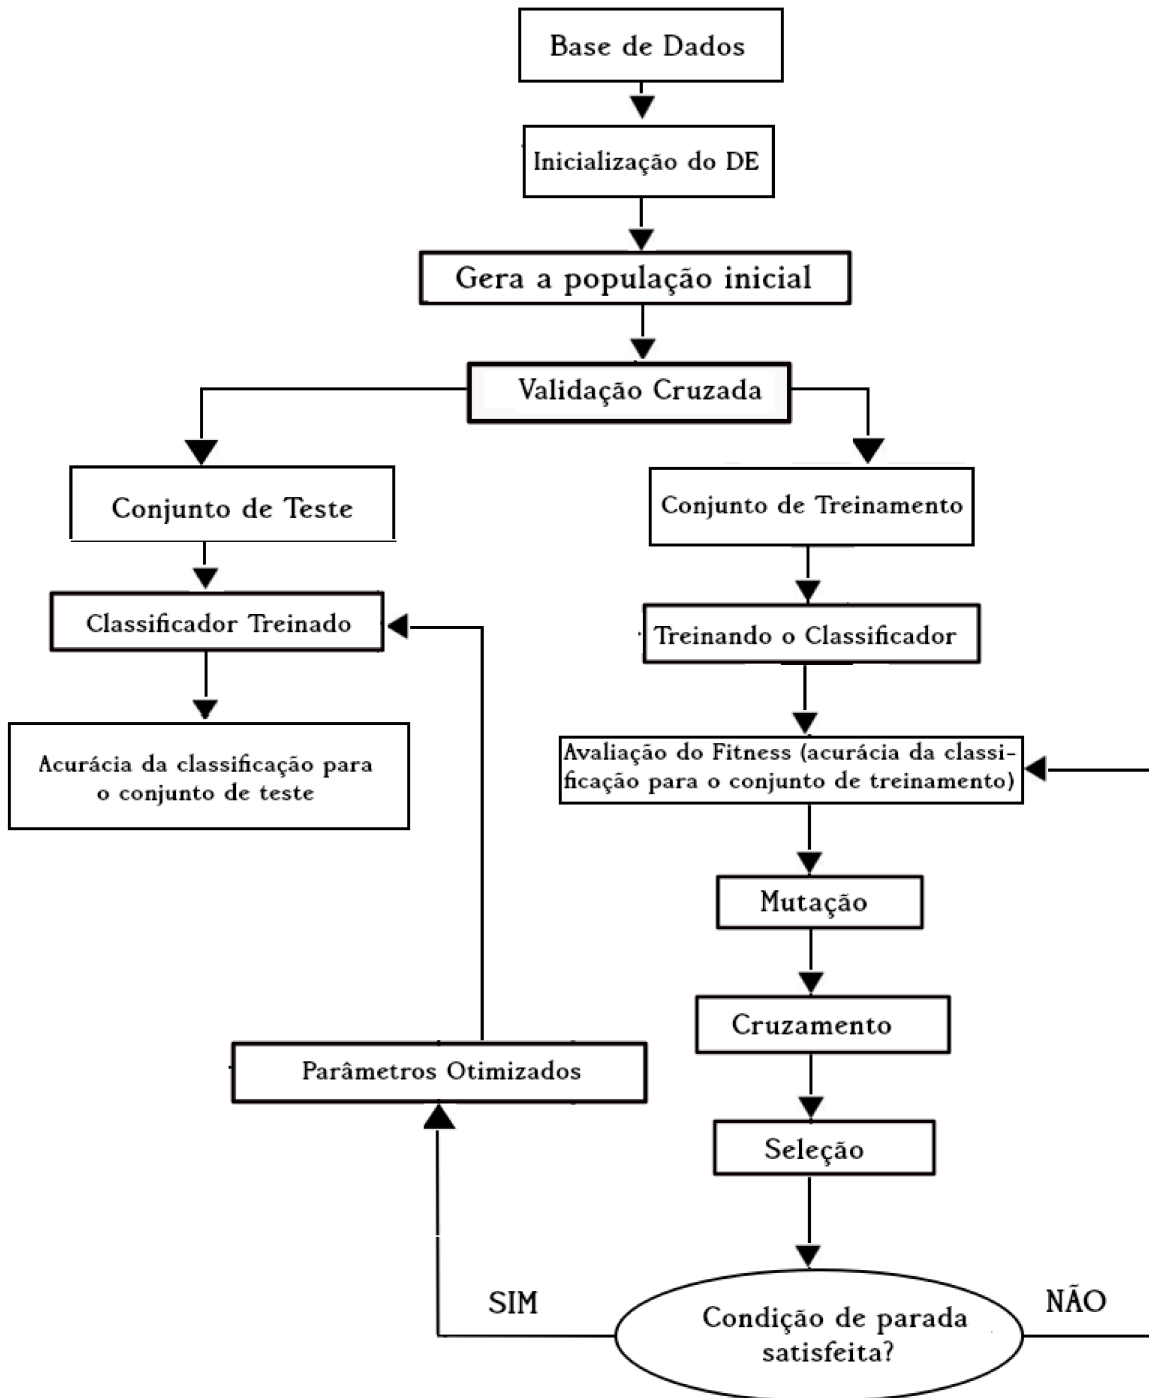 Base de Dados
Inicialização do DE
Gera a população inicial
Validação Cruzada
Conjunto de Teste
Conjunto de Treinamento
Classificador Treinado
Treinando o Classificador
Acurácia da classificação para
o conjunto de teste
Avaliação do Fitness (acurácia da classi-
ficação para o conjunto de treinamento)
Mutação
Cruzamento
Parâmetros Otimizados
Seleção
SIM
Condição de parada
satisfeita?
NÃO